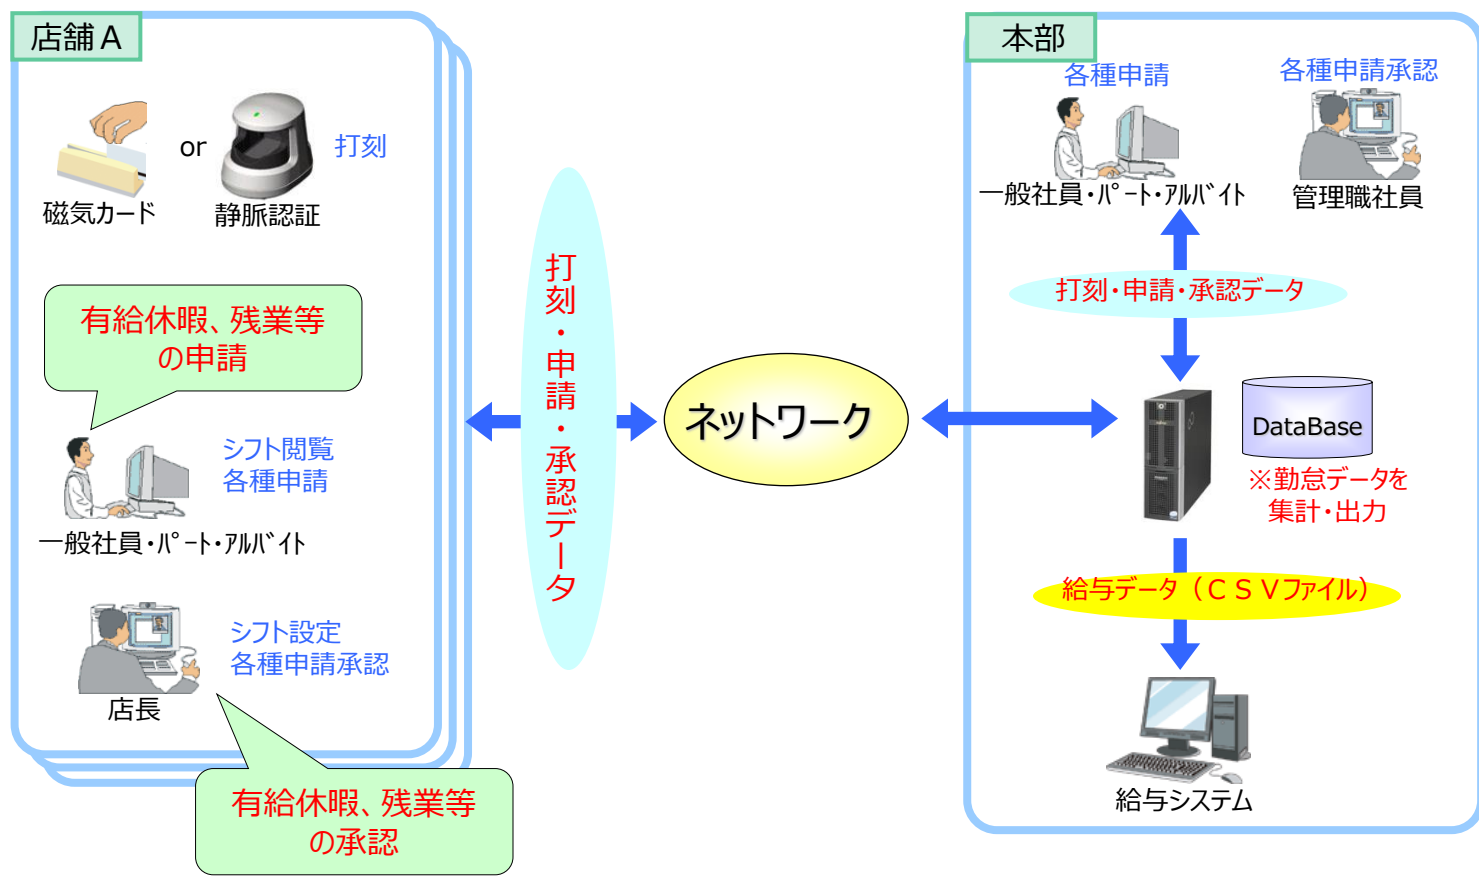 店舗A
or
打刻
磁気カード
静脈認証
有給休暇、残業等
の申請
シフト閲覧
各種申請
一般社員・パート・アルバイト
シフト設定
各種申請承認
店長
有給休暇、残業等
の承認
打刻・申請・承認データ
ネットワーク
本部
各種申請
各種申請承認
一般社員・パート・アルバイト
管理職社員
打刻・申請・承認データ
DataBase
※勤怠データを
集計・出力
給与データ（ＣＳＶファイル）
給与システム